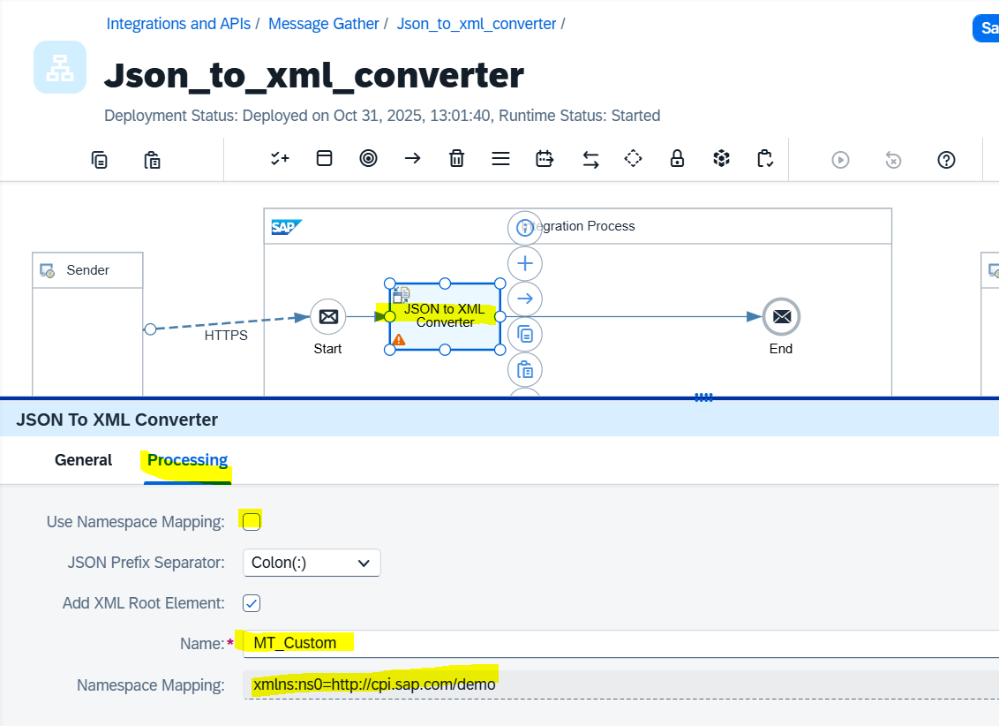 Integrations and APIs / Message Gather / Json_to_xml_converter /
Sa
Json_to_xml_converter
Deployment Status: Deployed on Oct 31, 2025, 13:01:40, Runtime Status: Started
SAP
Integration Process
Sender
HTTPS
Start
JSON to XML
Converter
End
JSON To XML Converter
General Processing
Use Namespace Mapping:
JSON Prefix Separator: Colon(:)
Add XML Root Element:
Name:* MT_Custom
Namespace Mapping: xmlns:ns0=http://cpi.sap.com/demo